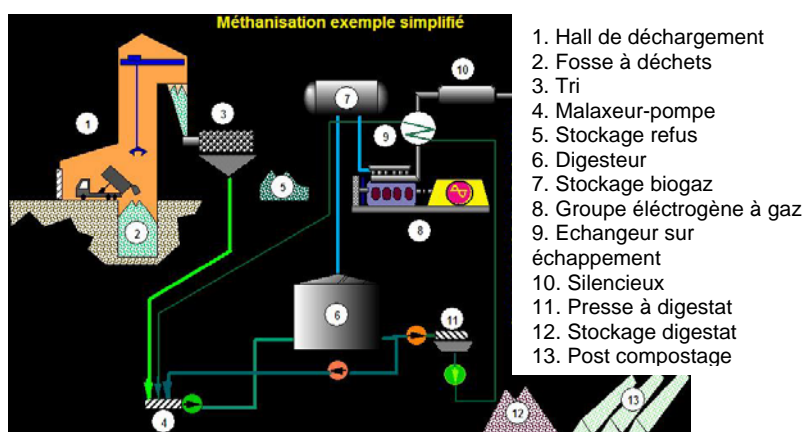 Méthanisation exemple simplifié
1
2
3
4
5
6
7
8
9
10
11
12
13
1. Hall de déchargement
2. Fosse à déchets
3. Tri
4. Malaxeur-pompe
5. Stockage refus
6. Digesteur
7. Stockage biogaz
8. Groupe éléctrogène à gaz
9. Echangeur sur
échappement
10. Silencieux
11. Presse à digestat
12. Stockage digestat
13. Post compostage